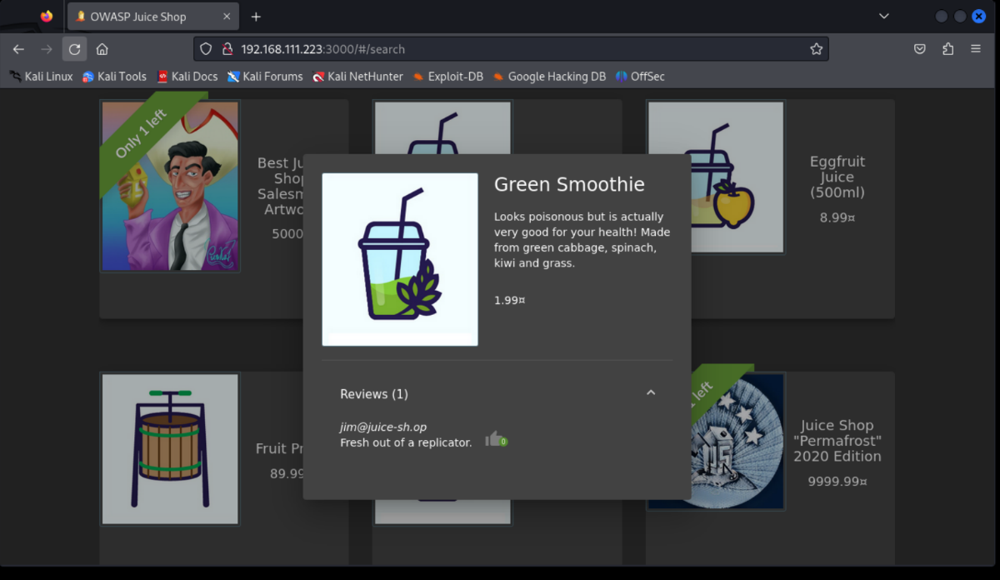 OWASP Juice Shop
192.168.111.223:3000/#/search
Kali Linux Kali Tools Kali Docs Kali Forums Kali NetHunter Exploit-DB Google Hacking DB OffSec
Only 1 left
Best Ju
Shop
Salesm
Artwo
5000
Eggfruit
Juice
(500ml)
8.99¤
Green Smoothie
Looks poisonous but is actually
very good for your health! Made
from green cabbage, spinach,
kiwi and grass.
1.99¤
Reviews (1)
jim@juice-sh.op
Fresh out of a replicator.
0
Fruit Pr
89.99
left
Juice Shop
"Permafrost"
2020 Edition
9999.99¤